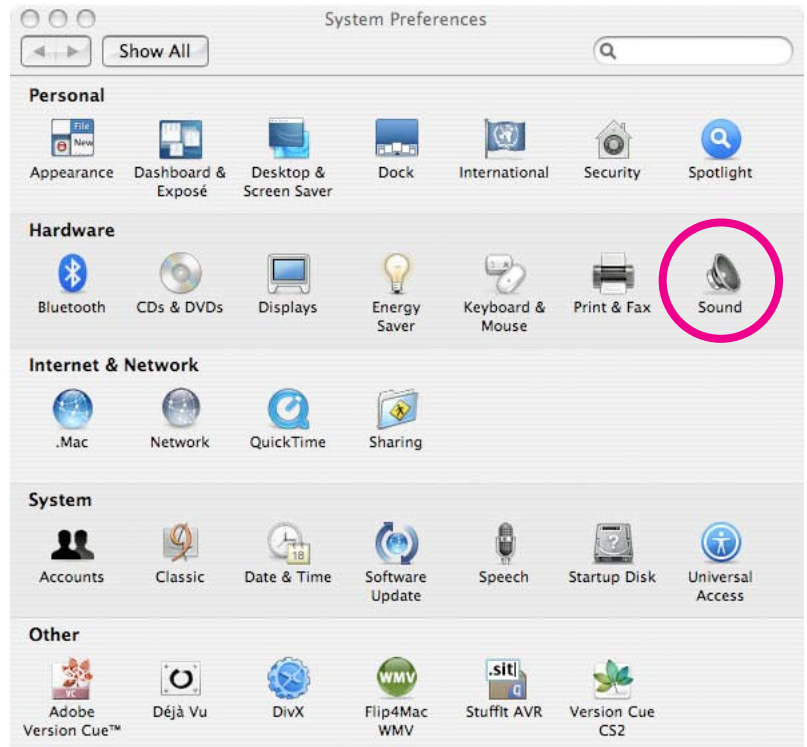 System Preferences
Show All
Personal
File
New
Appearance
Dashboard &
Exposé
Desktop &
Screen Saver
Dock
International
Security
Spotlight
Hardware
Bluetooth
CDs & DVDs
Displays
Energy
Saver
Keyboard &
Mouse
Print & Fax
Sound
Internet & Network
.Mac
Network
QuickTime
Sharing
System
9
18
?
Accounts
Classic
Date & Time
Software
Update
Speech
Startup Disk
Universal
Access
Other
VC
WMV
.sit
Adobe
Version Cue™
Déjà Vu
DivX
Flip4Mac
WMV
StuffIt AVR
Version Cue
CS2